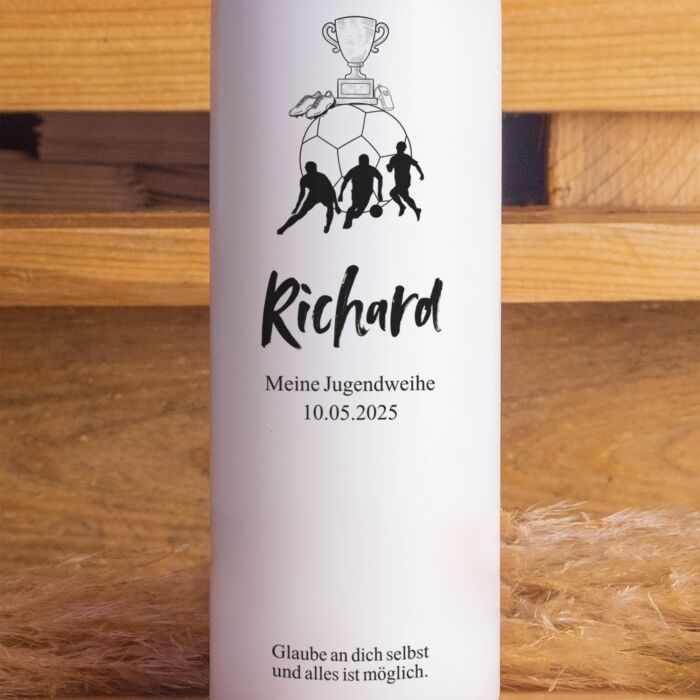 Richard
Meine Jugendweihe
10.05.2025
Glaube an dich selbst
und alles ist möglich.